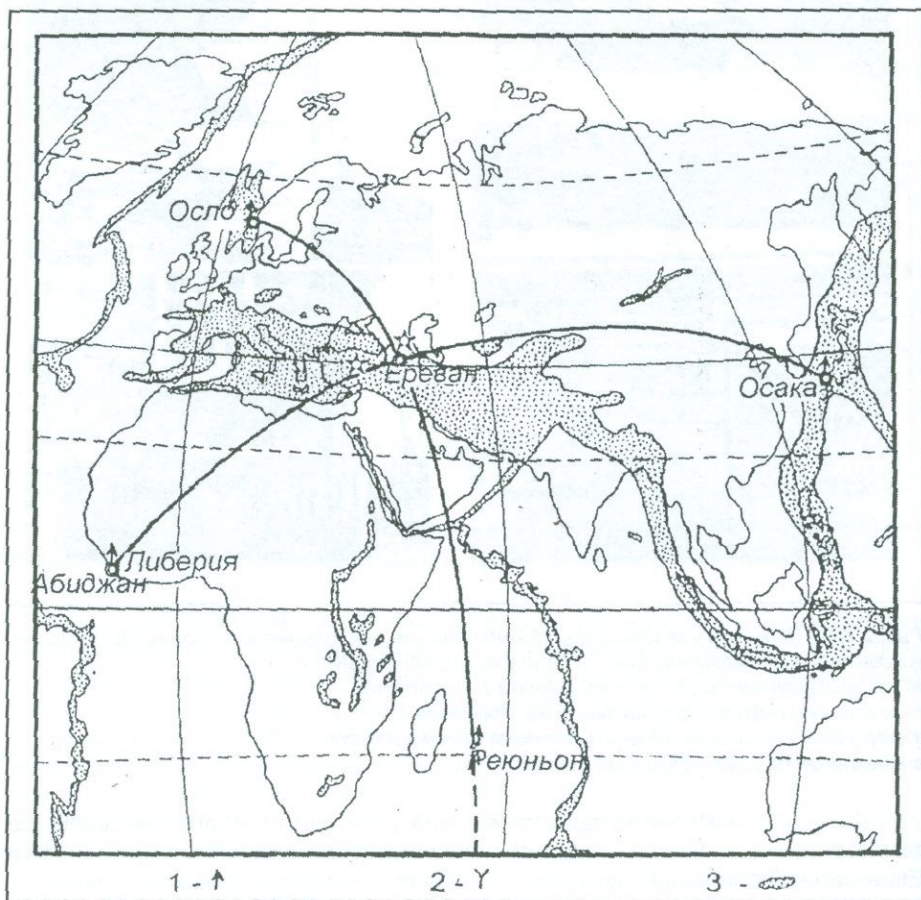 Осло
Ереван
Осака
Либерия
Абиджан
Реюньон
1 - ↑ 2 - Y 3